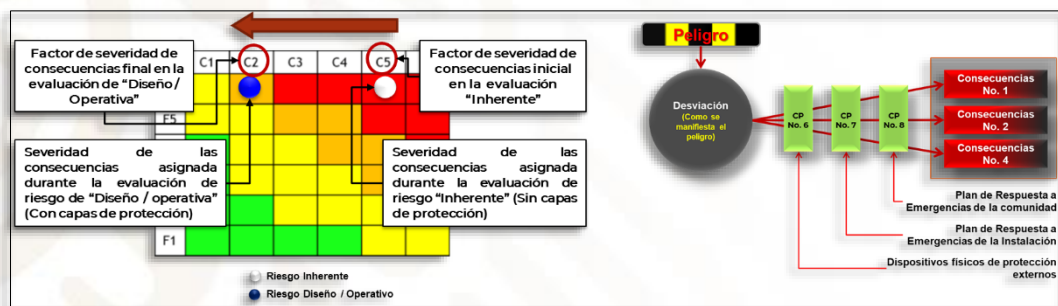 Factor de severidad de
consecuencias final en la
evaluación de “Diseño /
Operativa”
C1
C2
C3
C4
C5
Factor de severidad de
consecuencias inicial
en la evaluación
“Inherente”
F5
Severidad de las
consecuencias asignada
durante la evaluación de
riesgo de “Diseño / operativa”
(Con capas de protección)
Severidad de las
consecuencias asignada
durante la evaluación de
riesgo “Inherente” (Sin capas
de protección)
F1
Riesgo Inherente
Riesgo Diseño / Operativo
Peligro
Desviación
(Como se
manifiesta el
peligro)
CP
No. 6
CP
No. 7
CP
No. 8
Consecuencias
No. 1
Consecuencias
No. 2
Consecuencias
No. 4
Plan de Respuesta a
Emergencias de la comunidad
Plan de Respuesta a
Emergencias de la Instalación
Dispositivos físicos de protección
externos